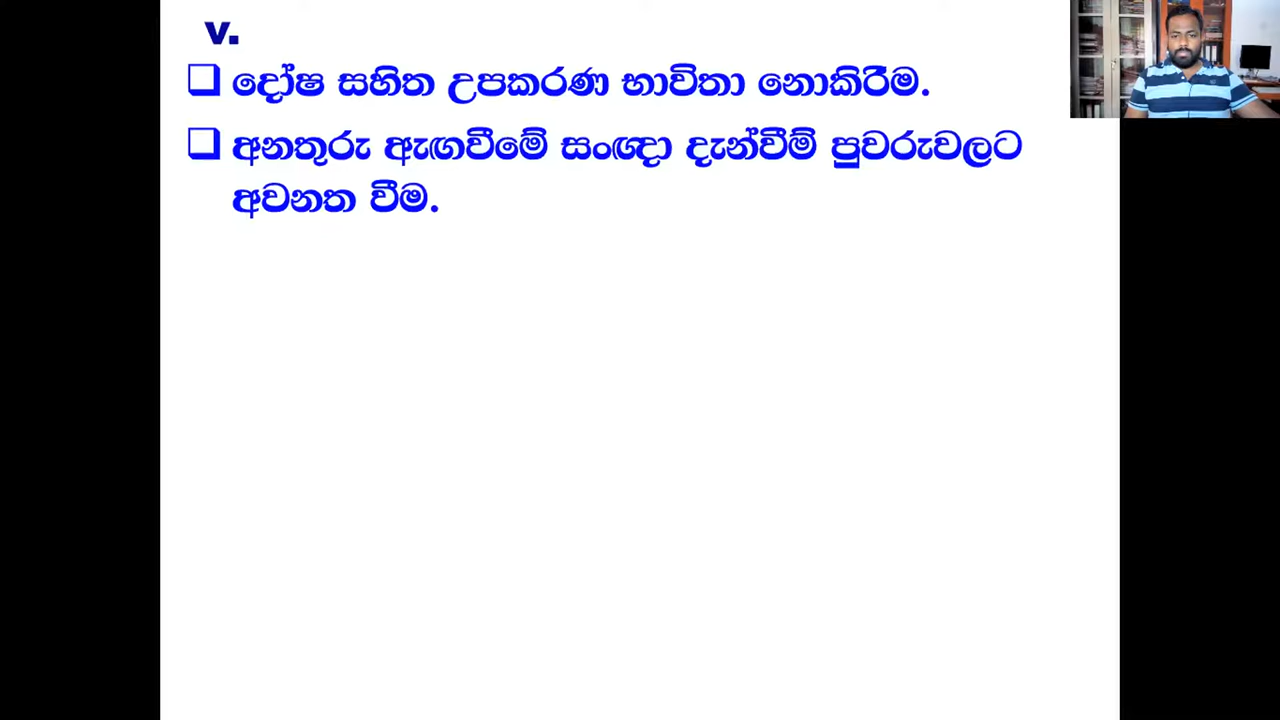 v.
❑ දෝෂ සහිත උපකරණ භාවිතා නොකිරීම.
❑ අනතුරු ඇඟවීමේ සංඥා දැන්වීම් පුවරුවලට
අවනත වීම.